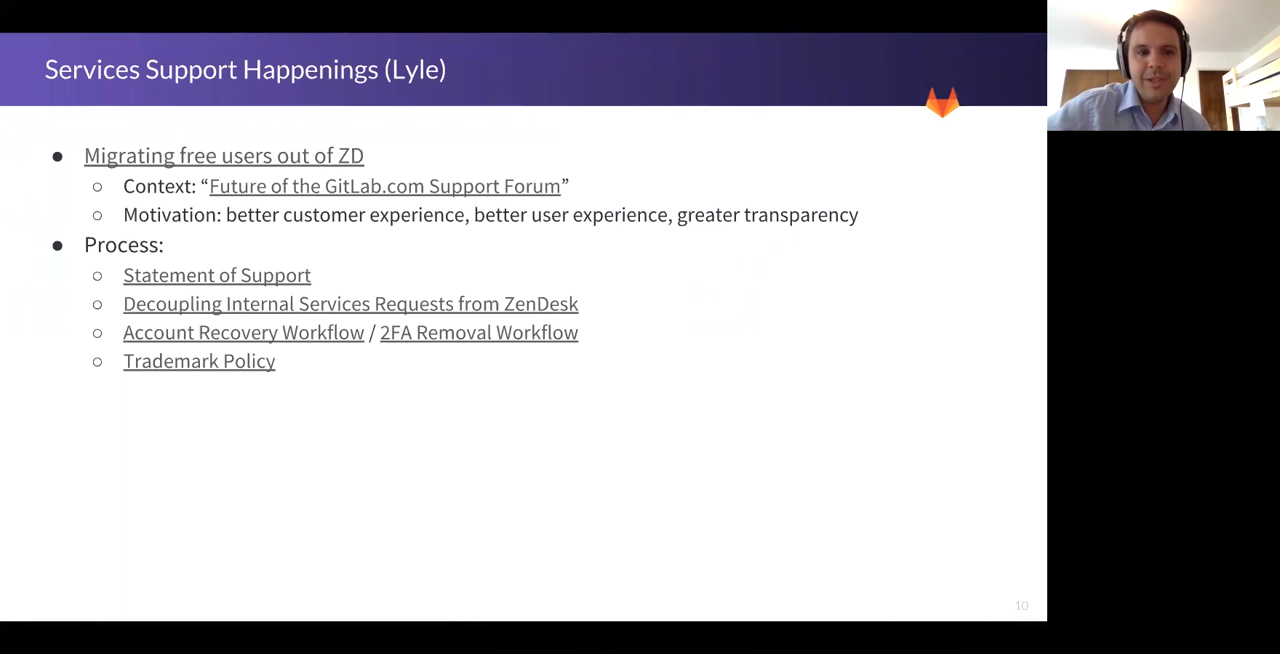 Services Support Happenings (Lyle)
● Migrating free users out of ZD
○ Context: “Future of the GitLab.com Support Forum”
○ Motivation: better customer experience, better user experience, greater transparency
● Process:
○ Statement of Support
○ Decoupling Internal Services Requests from ZenDesk
○ Account Recovery Workflow / 2FA Removal Workflow
○ Trademark Policy
10